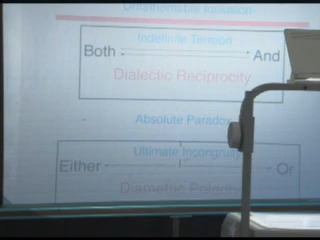 Indefinite Tension
Both And
Dialectic Reciprocity
Absolute Paradox
Either Ultimate Incongruity Or
Diametric Polarity